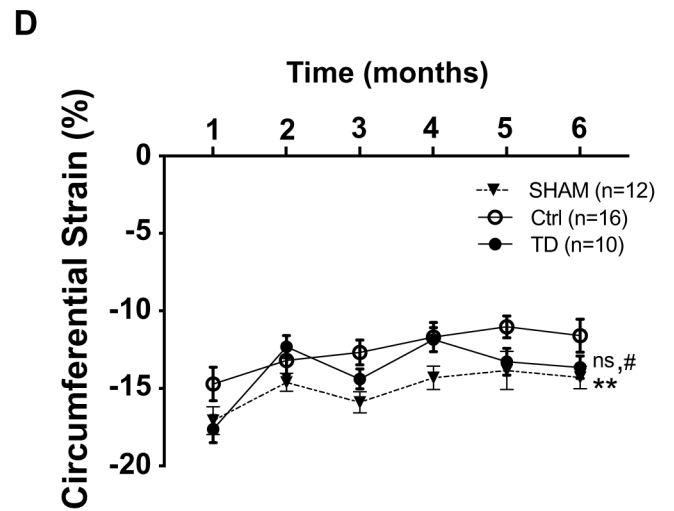 D
Time (months)
1 2 3 4 5 6
Circumferential Strain (%)
0
-5
-10
-15
-20
SHAM (n=12)
Ctrl (n=16)
TD (n=10)
ns,#
**